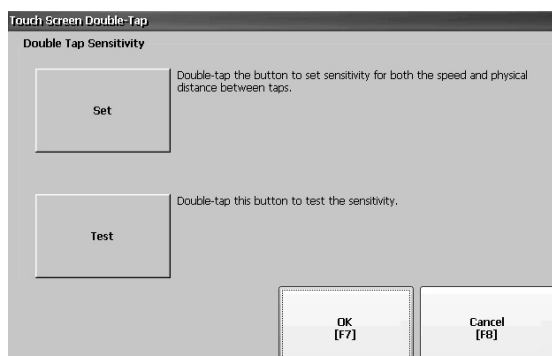 Touch Screen Double-Tap
Double Tap Sensitivity
Set
Double-tap the button to set sensitivity for both the speed and physical
distance between taps.
Test
Double-tap this button to test the sensitivity.
OK
[F7]
Cancel
[F8]